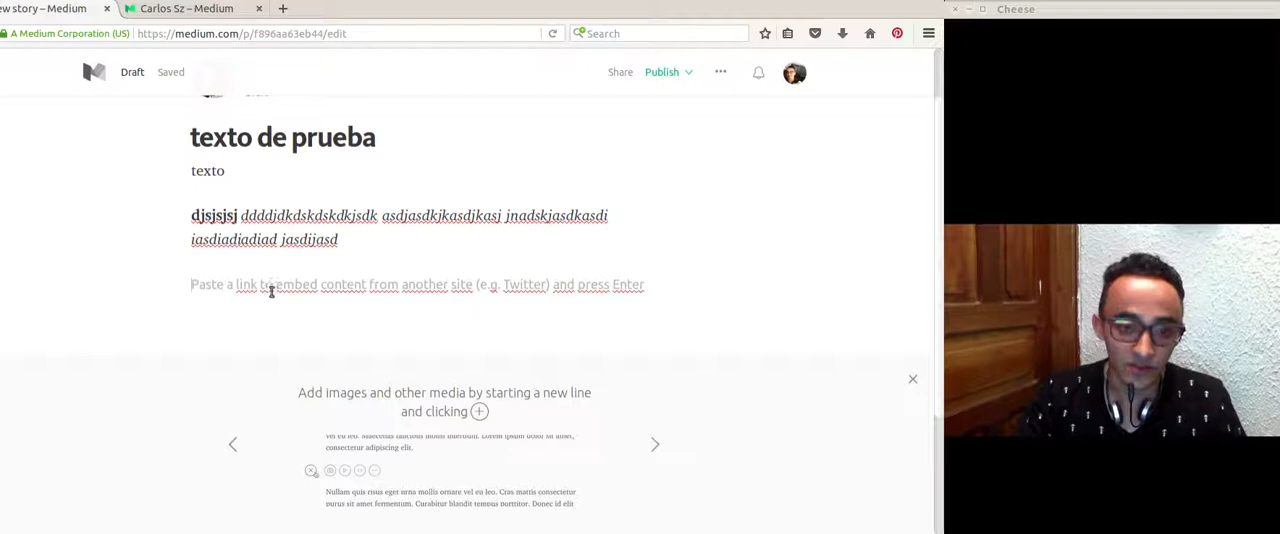 ew story – Medium
Carlos Sz – Medium
Cheese
A Medium Corporation (US)
https://medium.com/p/f896aa63eb44/edit
Search
Draft
Saved
Share
Publish
texto de prueba
texto
djsjsjsj ddddjdkdskdskdkjsdk asdjasdkjkasdjkasj jnadskjasdkasdi
iasdiadiadiad jasdijasd
Paste a link to embed content from another site (e.g. Twitter) and press Enter
Add images and other media by starting a new line
and clicking
consectetur adipiscing elit.
Nullam quis risus eget urna mollis ornare vel eu leo. Cras mattis consectetur
purus sit amet fermentum. Curabitur blandit tempus porttitor. Donec id elit